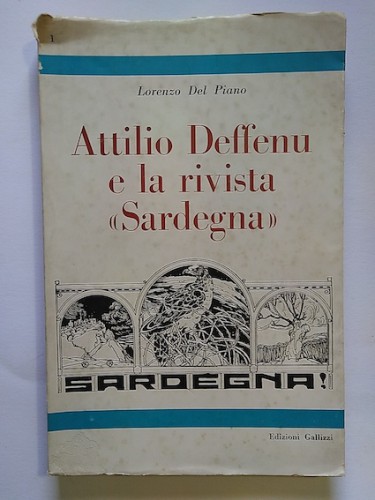 1
Lorenzo Del Piano
Attilio Deffenu
e la rivista
«Sardegna»
SARDEGNA!
Edizioni Gallizzi